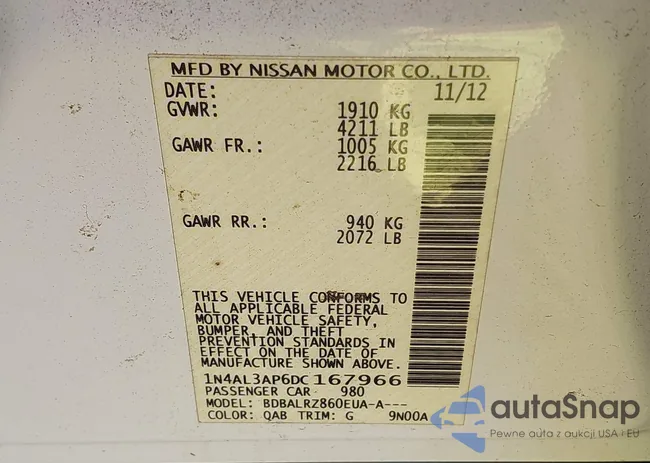 MFD BY NISSAN MOTOR CO., LTD.
DATE: 11/12
GVWR: 1910 KG
4211 LB
GAWR FR.: 1005 KG
2216 LB
GAWR RR.: 940 KG
2072 LB
THIS VEHICLE CONFORMS TO
ALL APPLICABLE FEDERAL
MOTOR VEHICLE SAFETY,
BUMPER, AND THEFT
PREVENTION STANDARDS IN
EFFECT ON THE DATE OF
MANUFACTURE SHOWN ABOVE.
1N4AL3AP6DC167966
PASSENGER CAR 980
MODEL: BDBALRZ860EUA-A---
COLOR: QAB TRIM: G 9N00A
autaSnap
Pewne auta z aukcji USA i EU